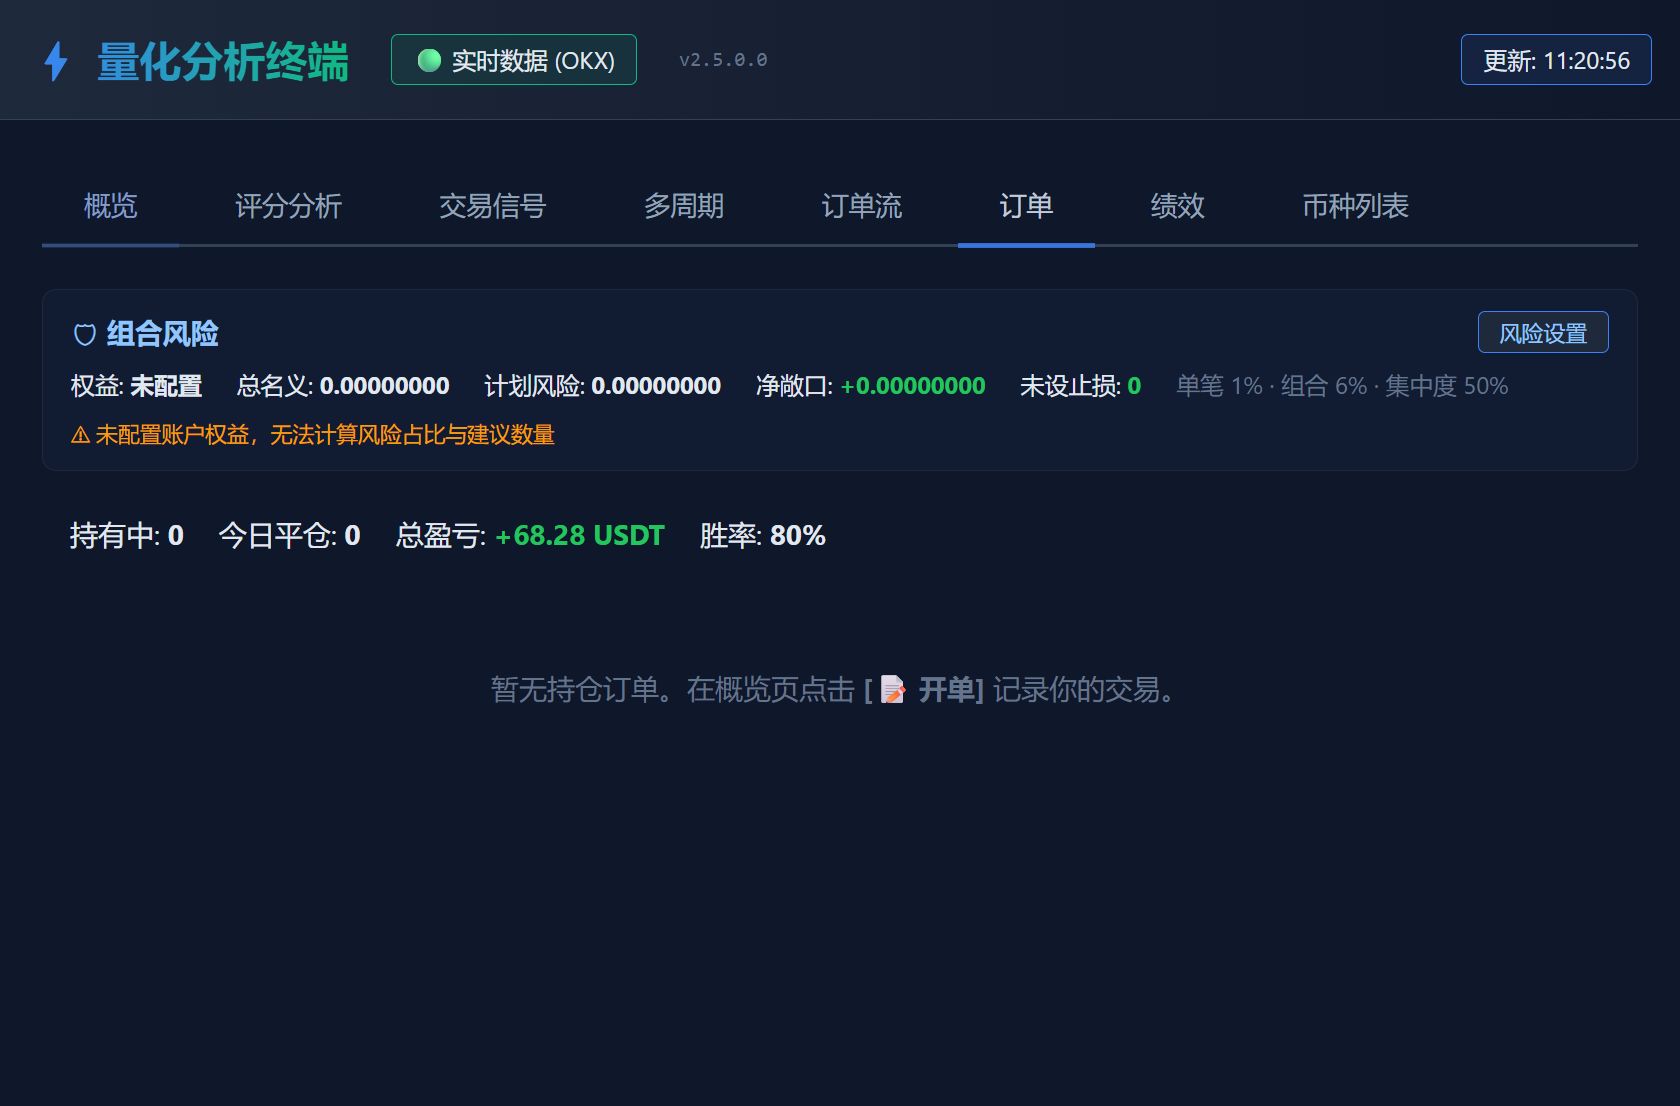 量化分析终端
实时数据 (OKX)
v2.5.0.0
更新: 11:20:56
概览 评分分析 交易信号 多周期 订单流 订单 绩效 币种列表
组合风险
风险设置
权益: 未配置 总名义: 0.00000000 计划风险: 0.00000000 净敞口: +0.00000000 未设止损: 0 单笔 1% · 组合 6% · 集中度 50%
⚠ 未配置账户权益，无法计算风险占比与建议数量
持有中: 0 今日平仓: 0 总盈亏: +68.28 USDT 胜率: 80%
暂无持仓订单。在概览页点击 [📝 开单] 记录你的交易。